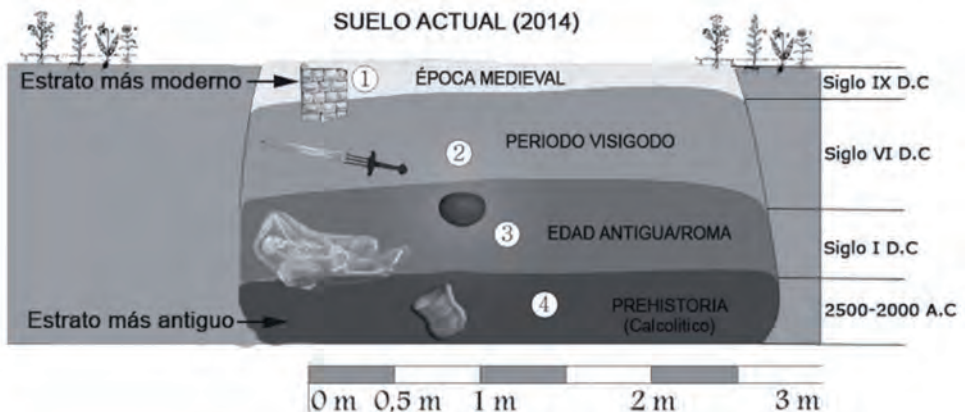 SUELO ACTUAL (2014)
Estrato más moderno
1
ÉPOCA MEDIEVAL
Siglo IX D.C
2
PERIODO VISIGODO
Siglo VI D.C
3
EDAD ANTIGUA/ROMA
Siglo I D.C
4
PREHISTORIA
(Calcolítico)
Estrato más antiguo
2500-2000 A.C
0 m 0,5 m 1 m 2 m 3 m